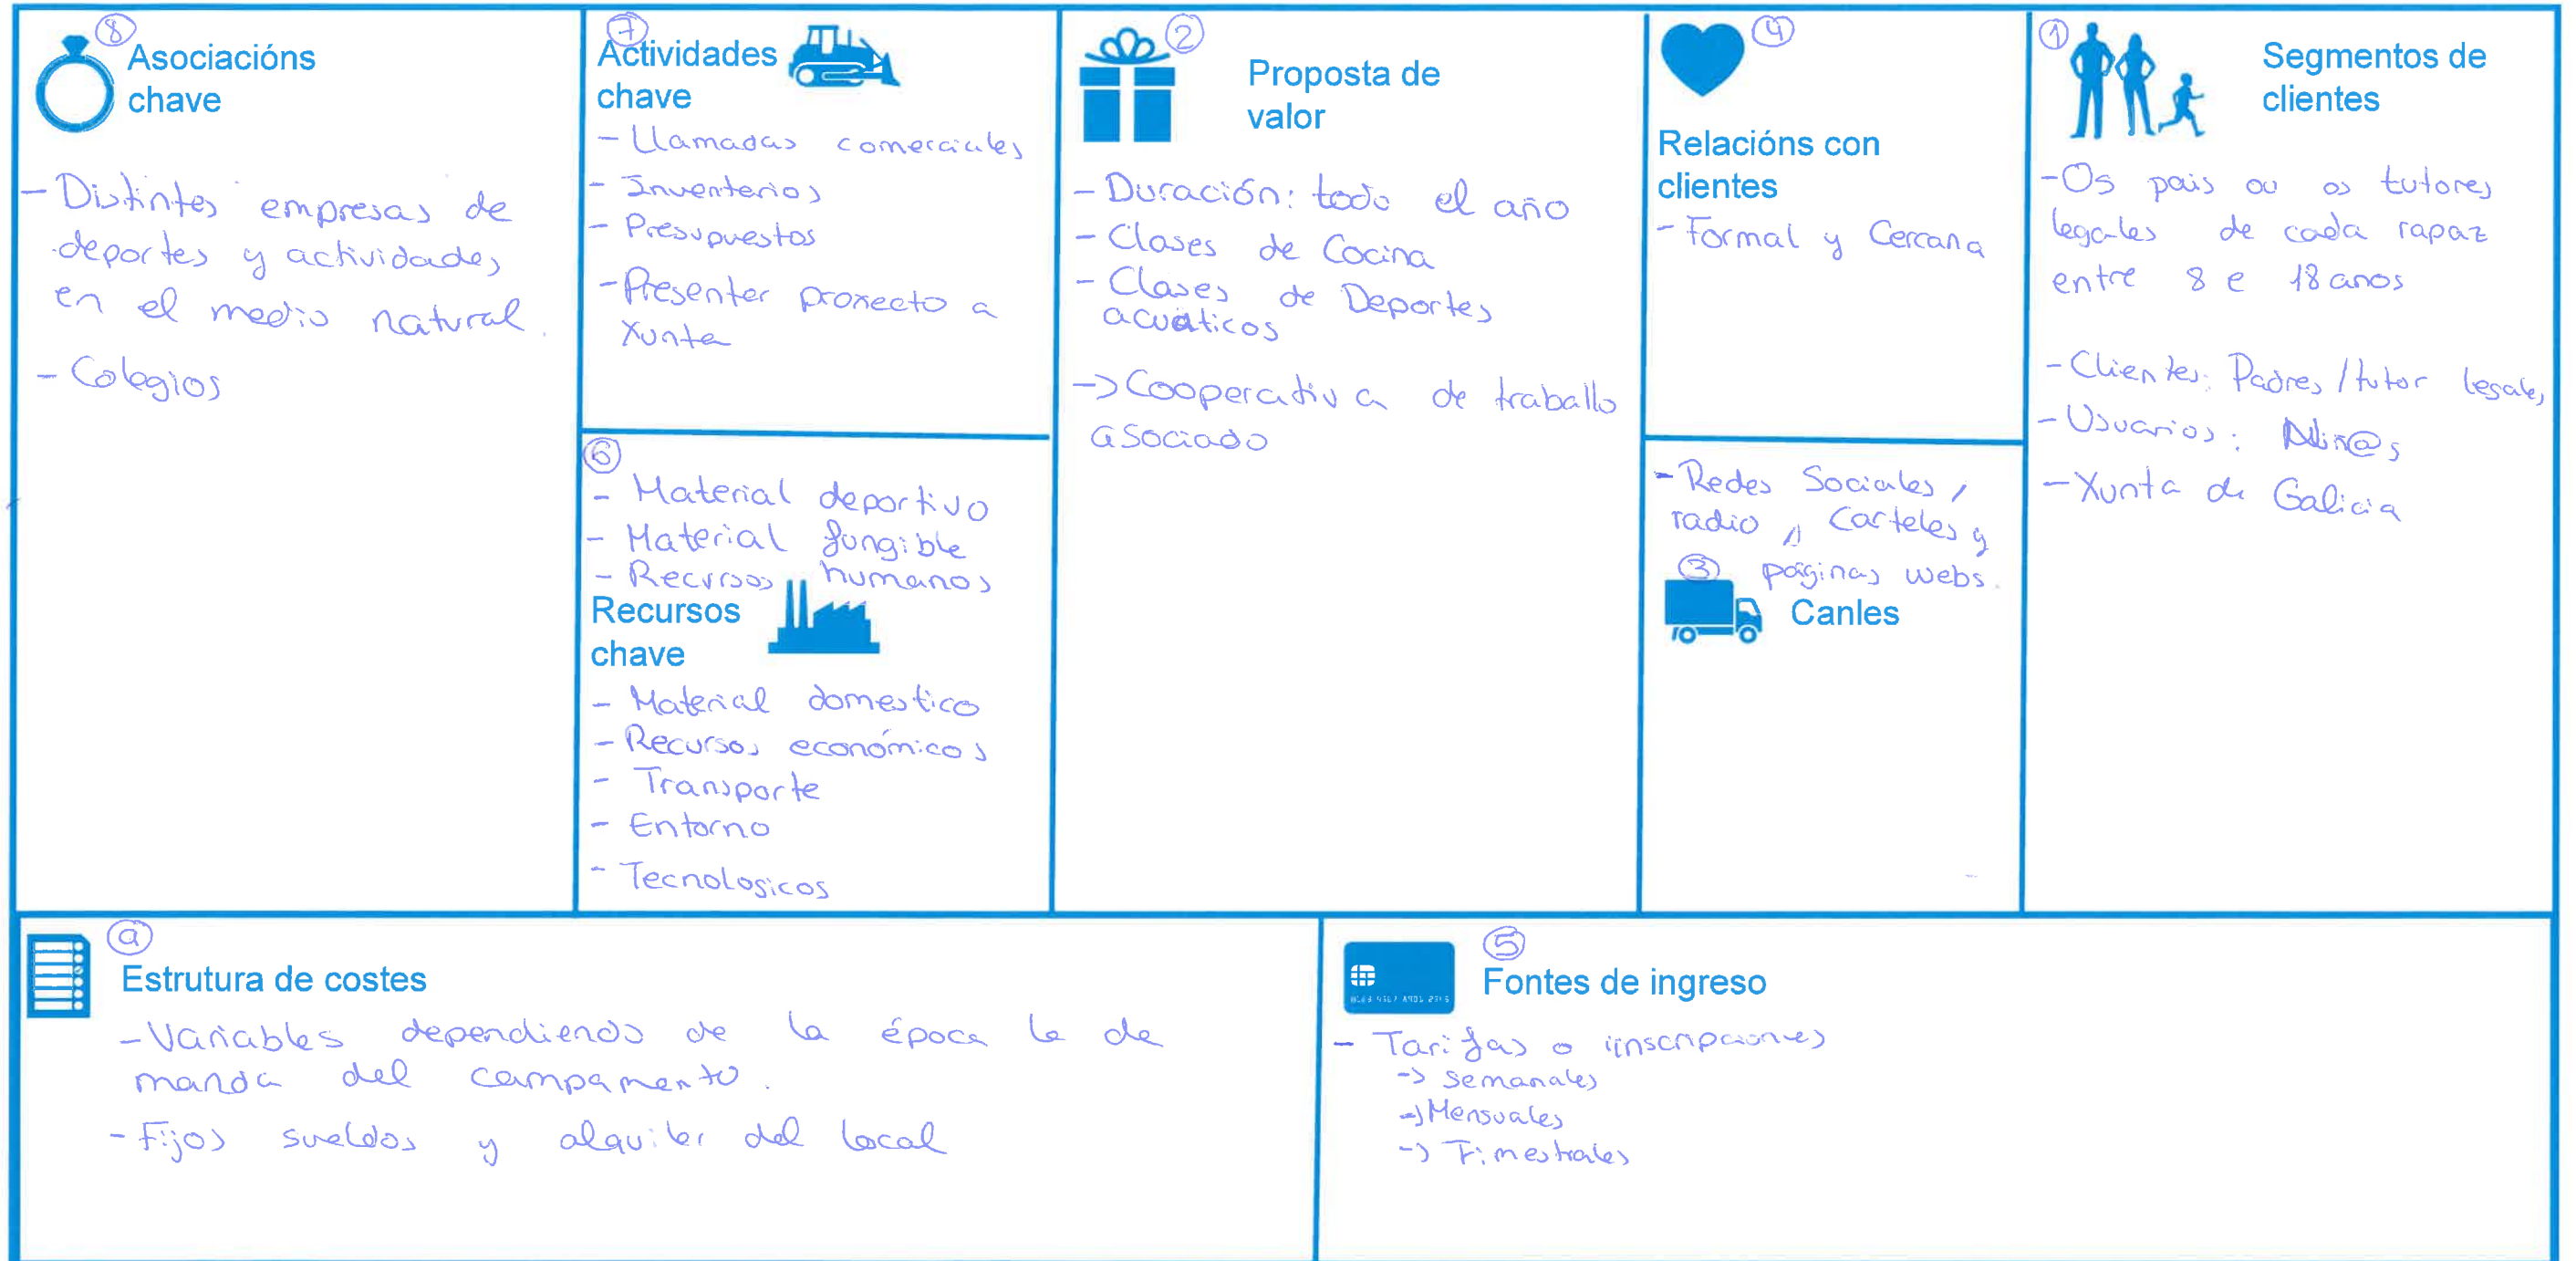 8
Asociacións
chave
- Distintes empresas de
deportes y actividades
en el medio natural.
- Colegios
7
Actividades
chave
- Llamadas comerciales
- Inventerios
- Presupuestos
- Presenter proxecto a
Xunta
6
- Material deportivo
- Material fungible
- Recursos humanos
Recursos
chave
- Material domestico
- Recursos económicos
- Transporte
- Entorno
- Tecnologicos
2
Proposta de
valor
- Duración: todo el año
- Clases de Cocina
- Clases de Deportes
acuáticos
-> Cooperativa de traballo
asociado
4
Relacións con
clientes
- Formal y Cercana
- Redes Sociales,
radio, Carteles y
3 páginas webs.
Canles
1
Segmentos de
clientes
- Os pais ou os tutores
legales de cada rapaz
entre 8 e 18 anos
- Clientes: Padres/tutor legales
- Usuarios: Niñ@s
- Xunta de Galicia
a
Estrutura de costes
- Variables dependiendo de la época le de
manda del campamento.
- Fijos sueldos y alquiler del local
5
Fontes de ingreso
- Tarifas o inscripciones
-> Semanales
-> Mensuales
-> Trimestrales